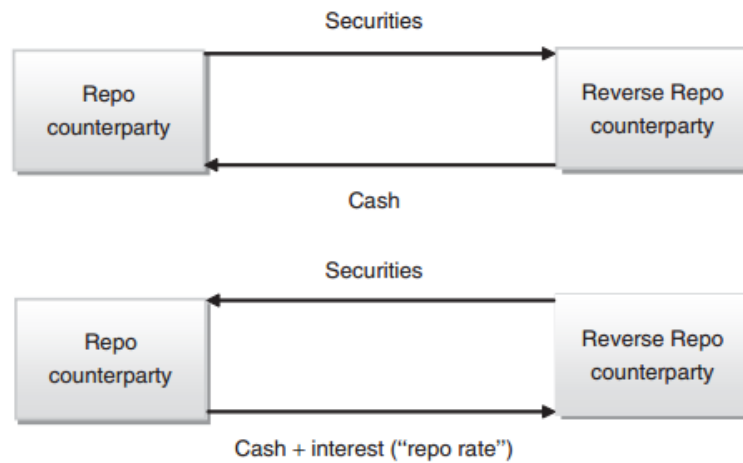 Securities
Repo
counterparty
Reverse Repo
counterparty
Cash
Securities
Repo
counterparty
Reverse Repo
counterparty
Cash + interest (“repo rate”)